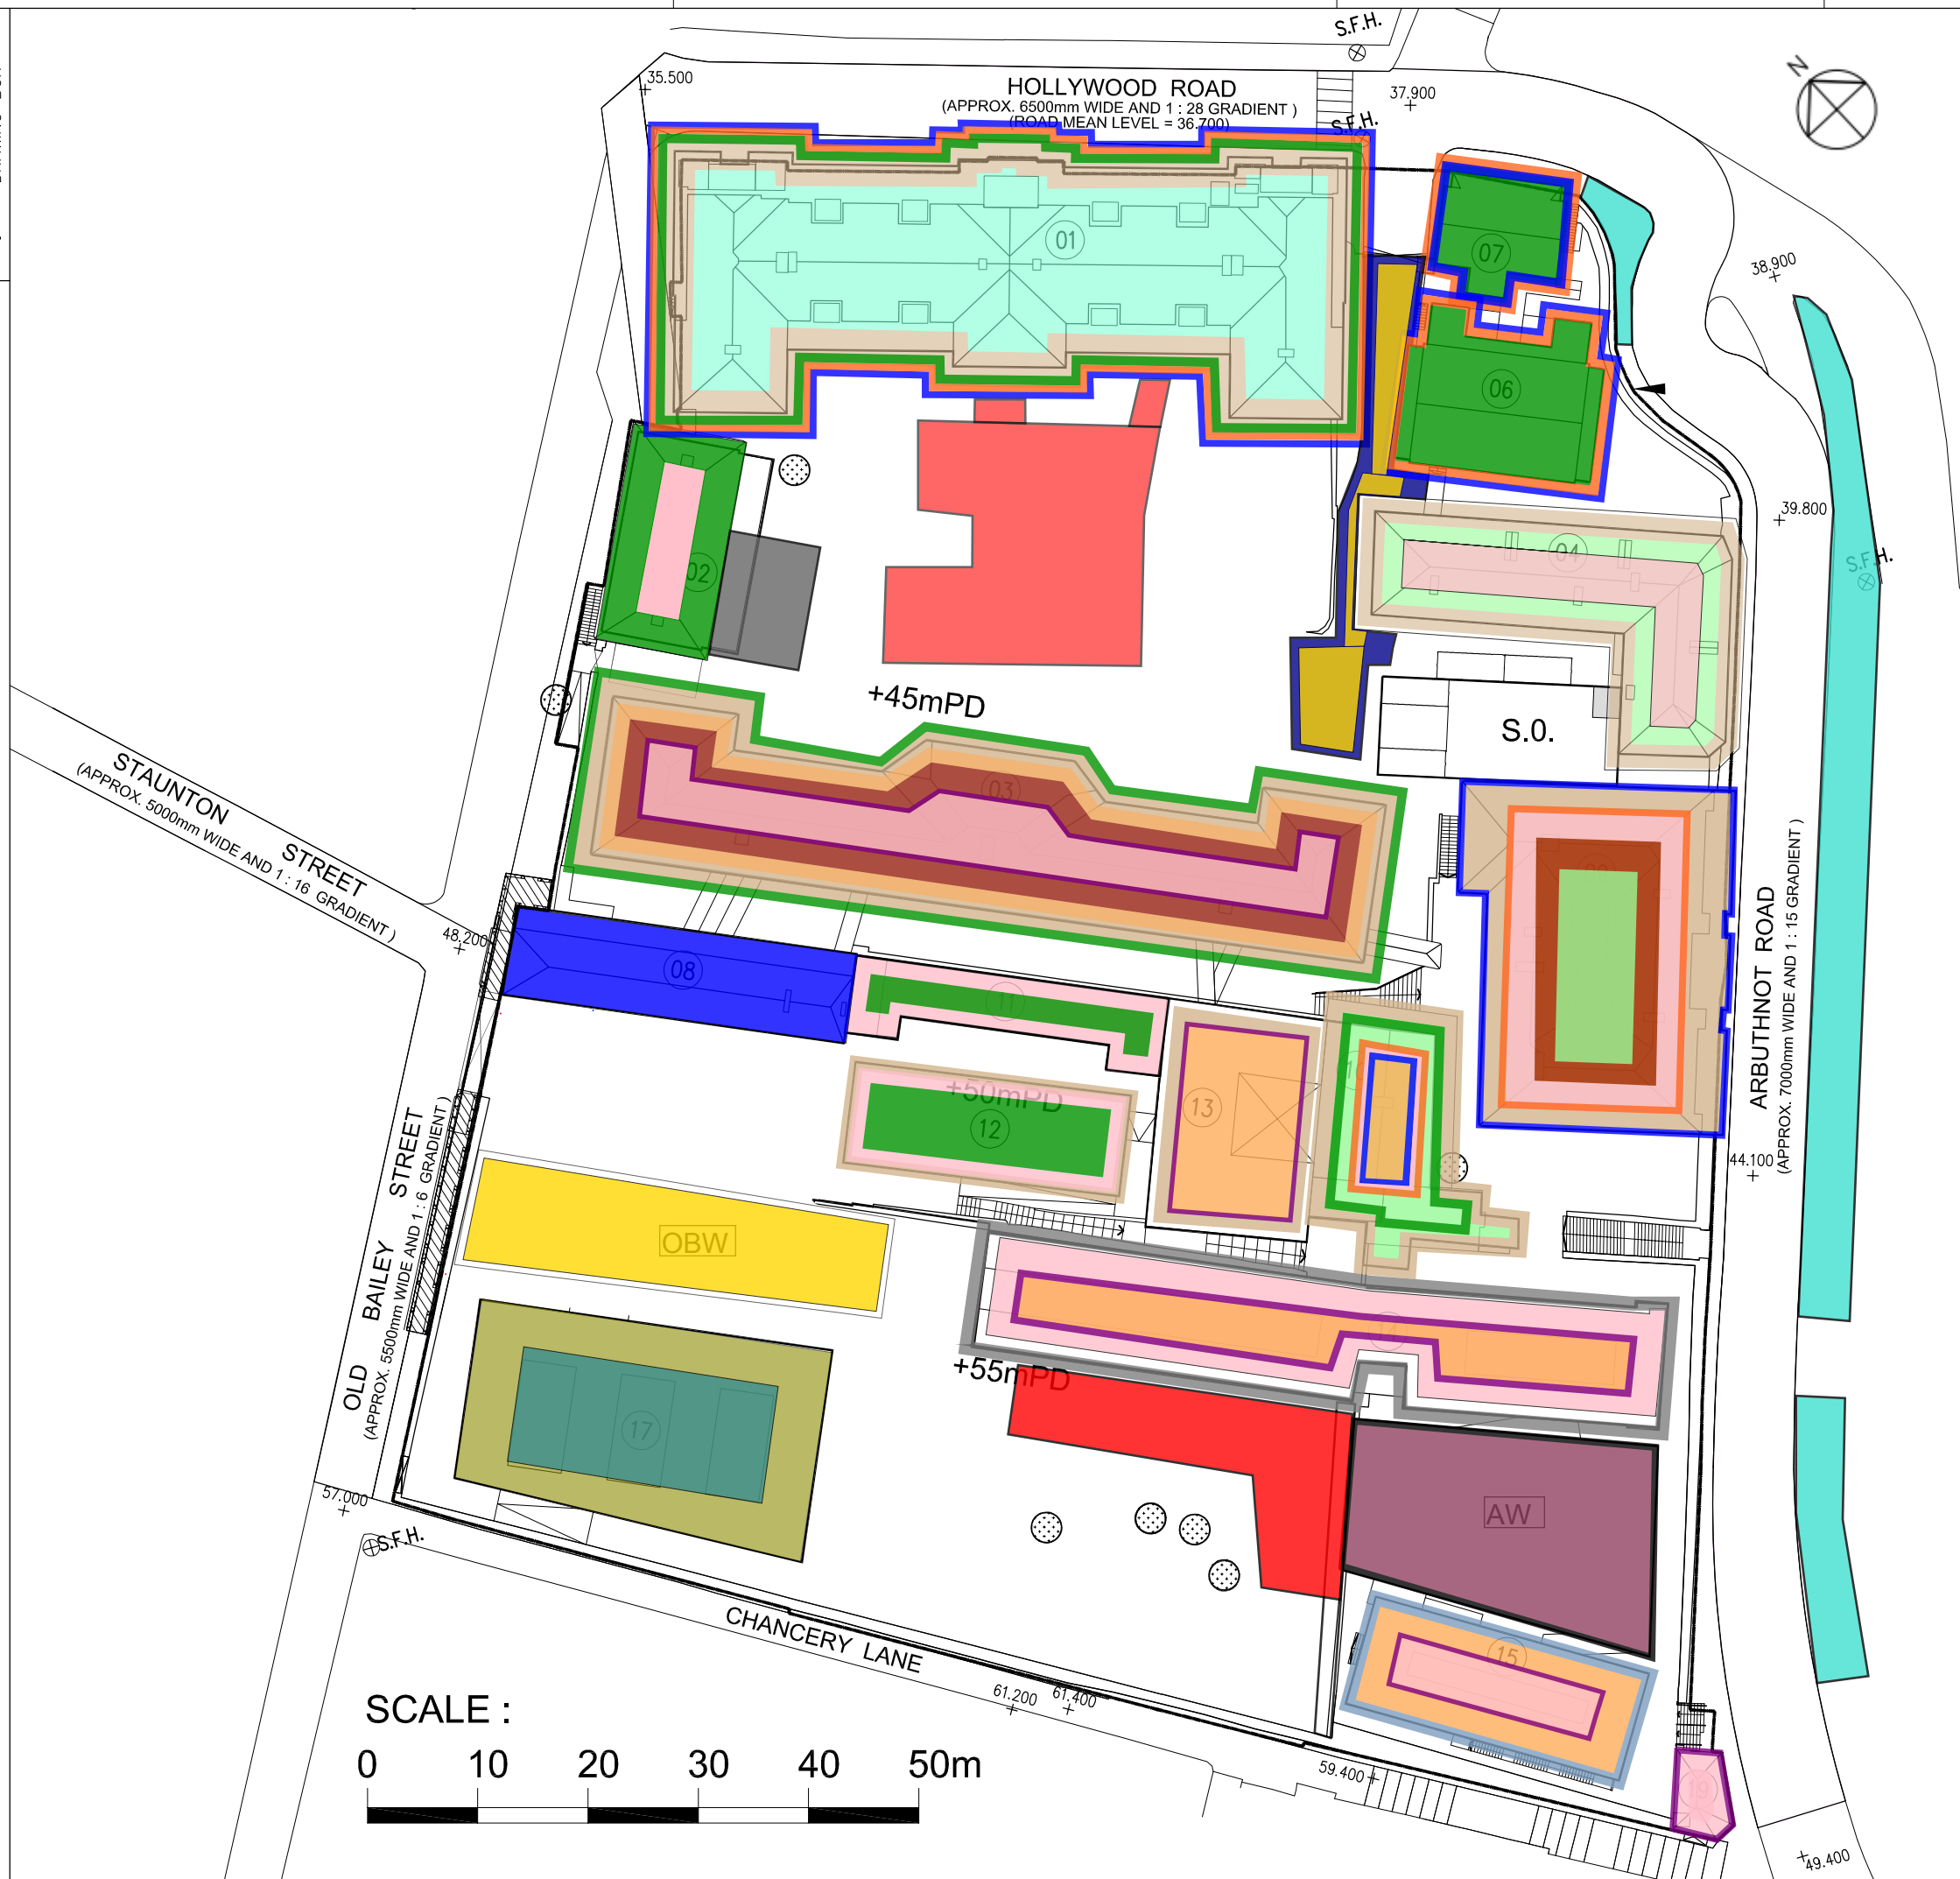 S.F.H.
35.500
HOLLYWOOD ROAD
(APPROX. 6500mm WIDE AND 1 : 28 GRADIENT )
(ROAD MEAN LEVEL = 36.700)
37.900
S.F.H.
N
01
07
38.900
06
39.800
04
S.F.H.
02
+45mPD
S.O.
03
STAUNTON STREET
(APPROX. 5000mm WIDE AND 1 : 16 GRADIENT )
48.200
08
11
ARBUTHNOT ROAD
(APPROX. 7000mm WIDE AND 1 : 15 GRADIENT )
+50mPD
12
13
44.100
OLD BAILEY STREET
(APPROX. 5500mm WIDE AND 1 : 6 GRADIENT )
OBW
+55mPD
17
AW
57.000
S.F.H.
CHANCERY LANE
15
61.200
61.400
59.400
19
49.400
SCALE :
0 10 20 30 40 50m